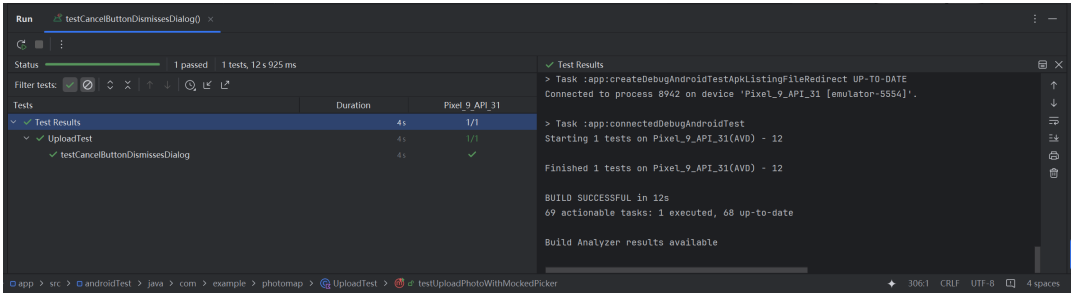 Run testCancelButtonDismissesDialog()
Status 1 passed 1 tests, 12 s 925 ms
Filter tests:
Tests Duration Pixel_9_API_31
Test Results 4s 1/1
UploadTest 4s 1/1
testCancelButtonDismissesDialog 4s
Test Results
> Task :app:createDebugAndroidTestApkListingFileRedirect UP-TO-DATE
Connected to process 8942 on device 'Pixel_9_API_31 [emulator-5554]'.
> Task :app:connectedDebugAndroidTest
Starting 1 tests on Pixel_9_API_31(AVD) - 12
Finished 1 tests on Pixel_9_API_31(AVD) - 12
BUILD SUCCESSFUL in 12s
69 actionable tasks: 1 executed, 68 up-to-date
Build Analyzer results available
app > src > androidTest > java > com > example > photomap > UploadTest > testUploadPhotoWithMockedPicker 306:1 CRLF UTF-8 4 spaces